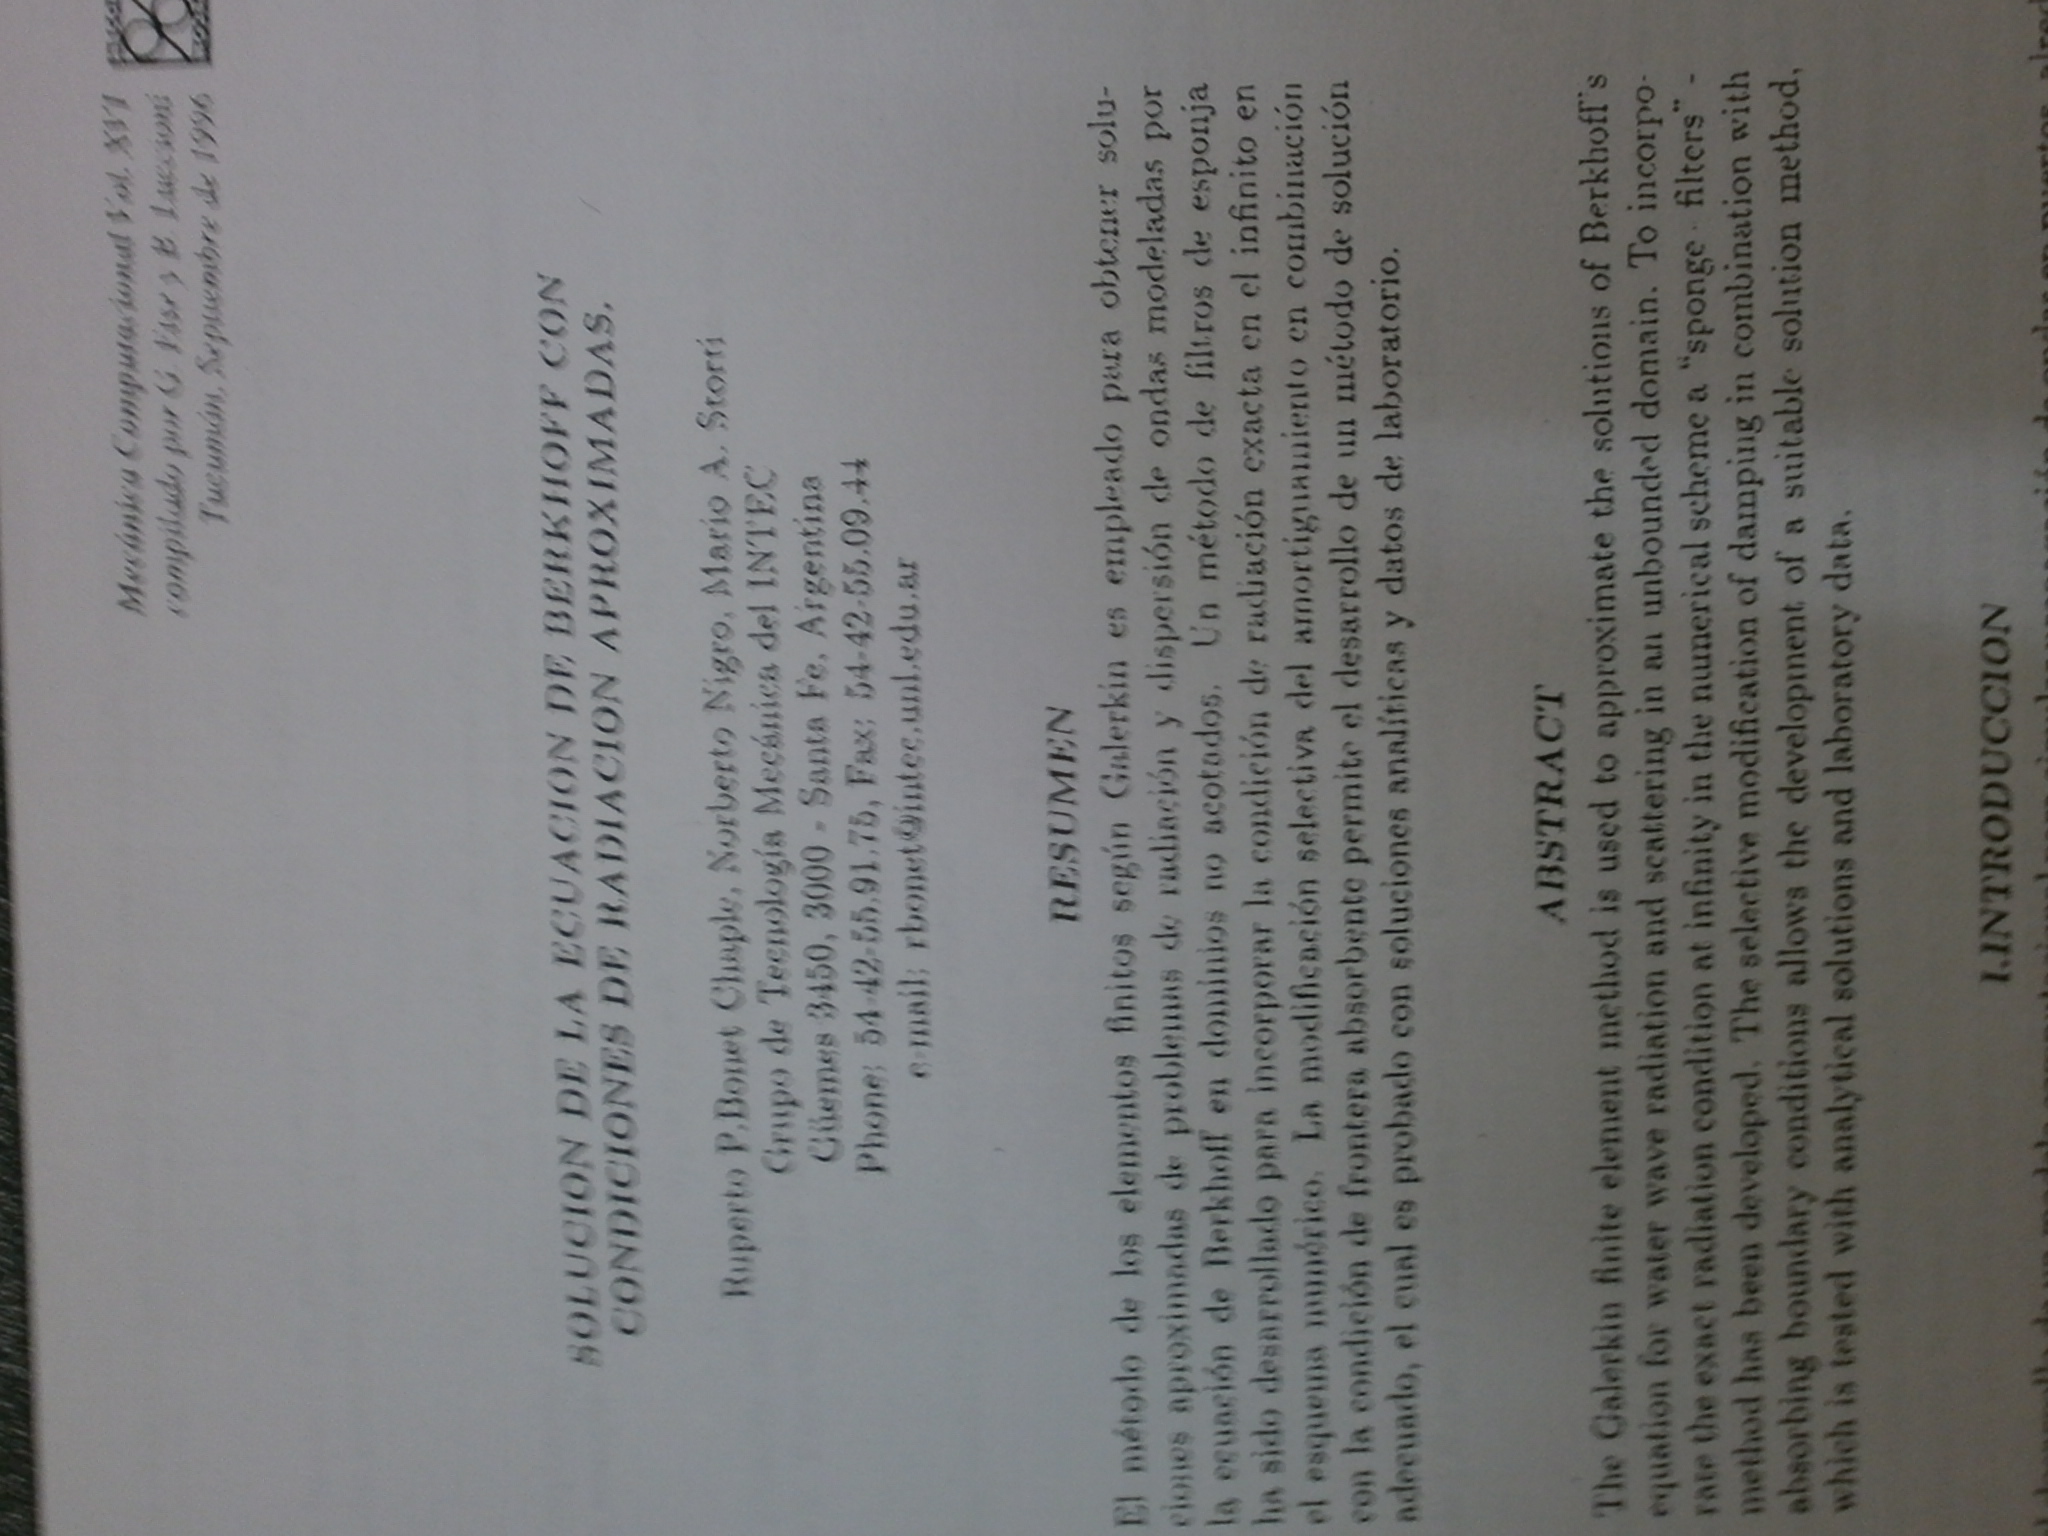 Mecánica Computacional Vol. XVI
compilado por G. Etse y B. Luccioni
Tucumán, Septiembre de 1996
SOLUCION DE LA ECUACION DE BERKHOFF CON
CONDICIONES DE RADIACION APROXIMADAS.
Ruperto P.Bonet Chaple, Norberto Nigro, Mario A. Storti
Grupo de Tecnología Mecánica del INTEC
Güemes 3450, 3000 - Santa Fe, Argentina
Phone: 54-42-55.91.75, Fax: 54-42-55.09.44
e-mail: rbonet@intec.unl.edu.ar
RESUMEN
El método de los elementos finitos según Galerkin es empleado para obtener solu-
ciones aproximadas de problemas de radiación y dispersión de ondas modeladas por
la ecuación de Berkhoff en dominios no acotados. Un método de filtros de esponja
ha sido desarrollado para incorporar la condición de radiación exacta en el infinito en
el esquema numérico. La modificación selectiva del amortiguamiento en combinación
con la condición de frontera absorbente permite el desarrollo de un método de solución
adecuado, el cual es probado con soluciones analíticas y datos de laboratorio.
ABSTRACT
The Galerkin finite element method is used to approximate the solutions of Berkhoff's
equation for water wave radiation and scattering in an unbounded domain. To incorpo-
rate the exact radiation condition at infinity in the numerical scheme a "sponge - filters" -
method has been developed. The selective modification of damping in combination with
absorbing boundary conditions allows the development of a suitable solution method,
which is tested with analytical solutions and laboratory data.
I.INTRODUCCION